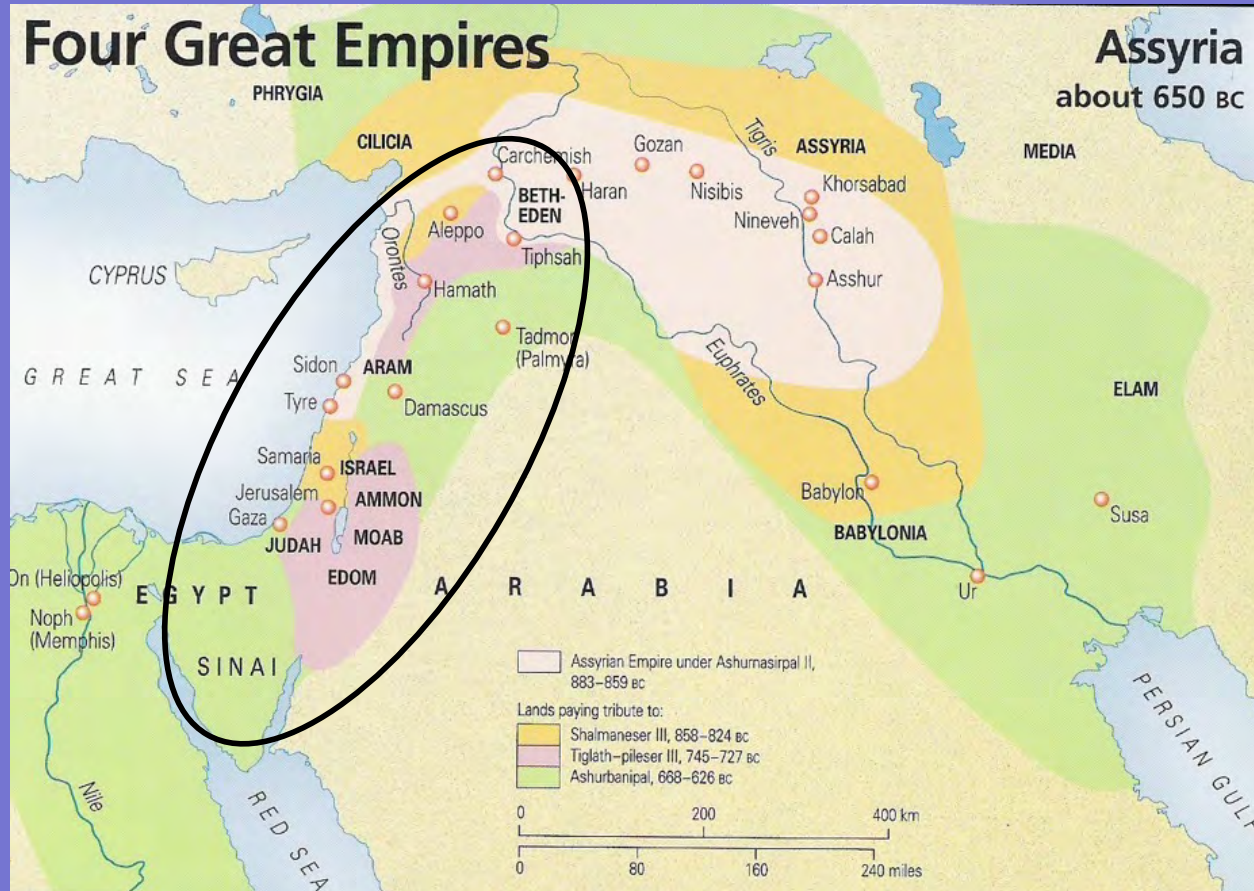 Four Great Empires
Assyria
about 650 BC
PHRYGIA
CILICIA
Carchemish
Gozan
Tigris
ASSYRIA
MEDIA
Haran
Nisibis
Khorsabad
BETH-
EDEN
Nineveh
Aleppo
Calah
Orontes
Tiphsah
CYPRUS
Hamath
Asshur
Tadmor
(Palmyra)
Euphrates
Sidon
ARAM
GREAT SEA
ELAM
Tyre
Damascus
Samaria
ISRAEL
Jerusalem
AMMON
Babylon
Susa
Gaza
JUDAH
MOAB
BABYLONIA
EDOM
On (Heliopolis)
EGYPT
ARABIA
Ur
Noph
(Memphis)
SINAI
Assyrian Empire under Ashurnasirpal II,
883–859 BC
Lands paying tribute to:
Shalmaneser III, 858–824 BC
Tiglath–pileser III, 745–727 BC
Ashurbanipal, 668–626 BC
PERSIAN GULF
Nile
RED SEA
0 200 400 km
0 80 160 240 miles